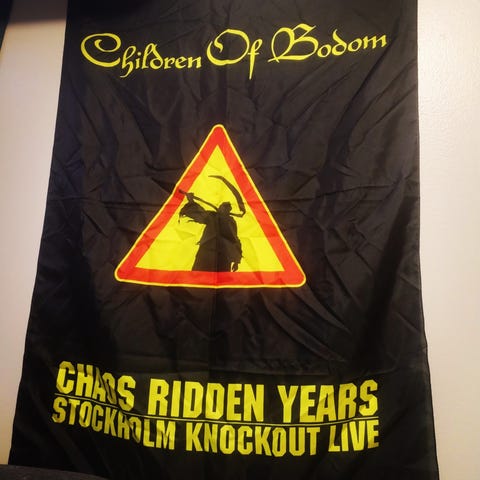 Children Of Bodom
CHAOS RIDDEN YEARS
STOCKHOLM KNOCKOUT LIVE